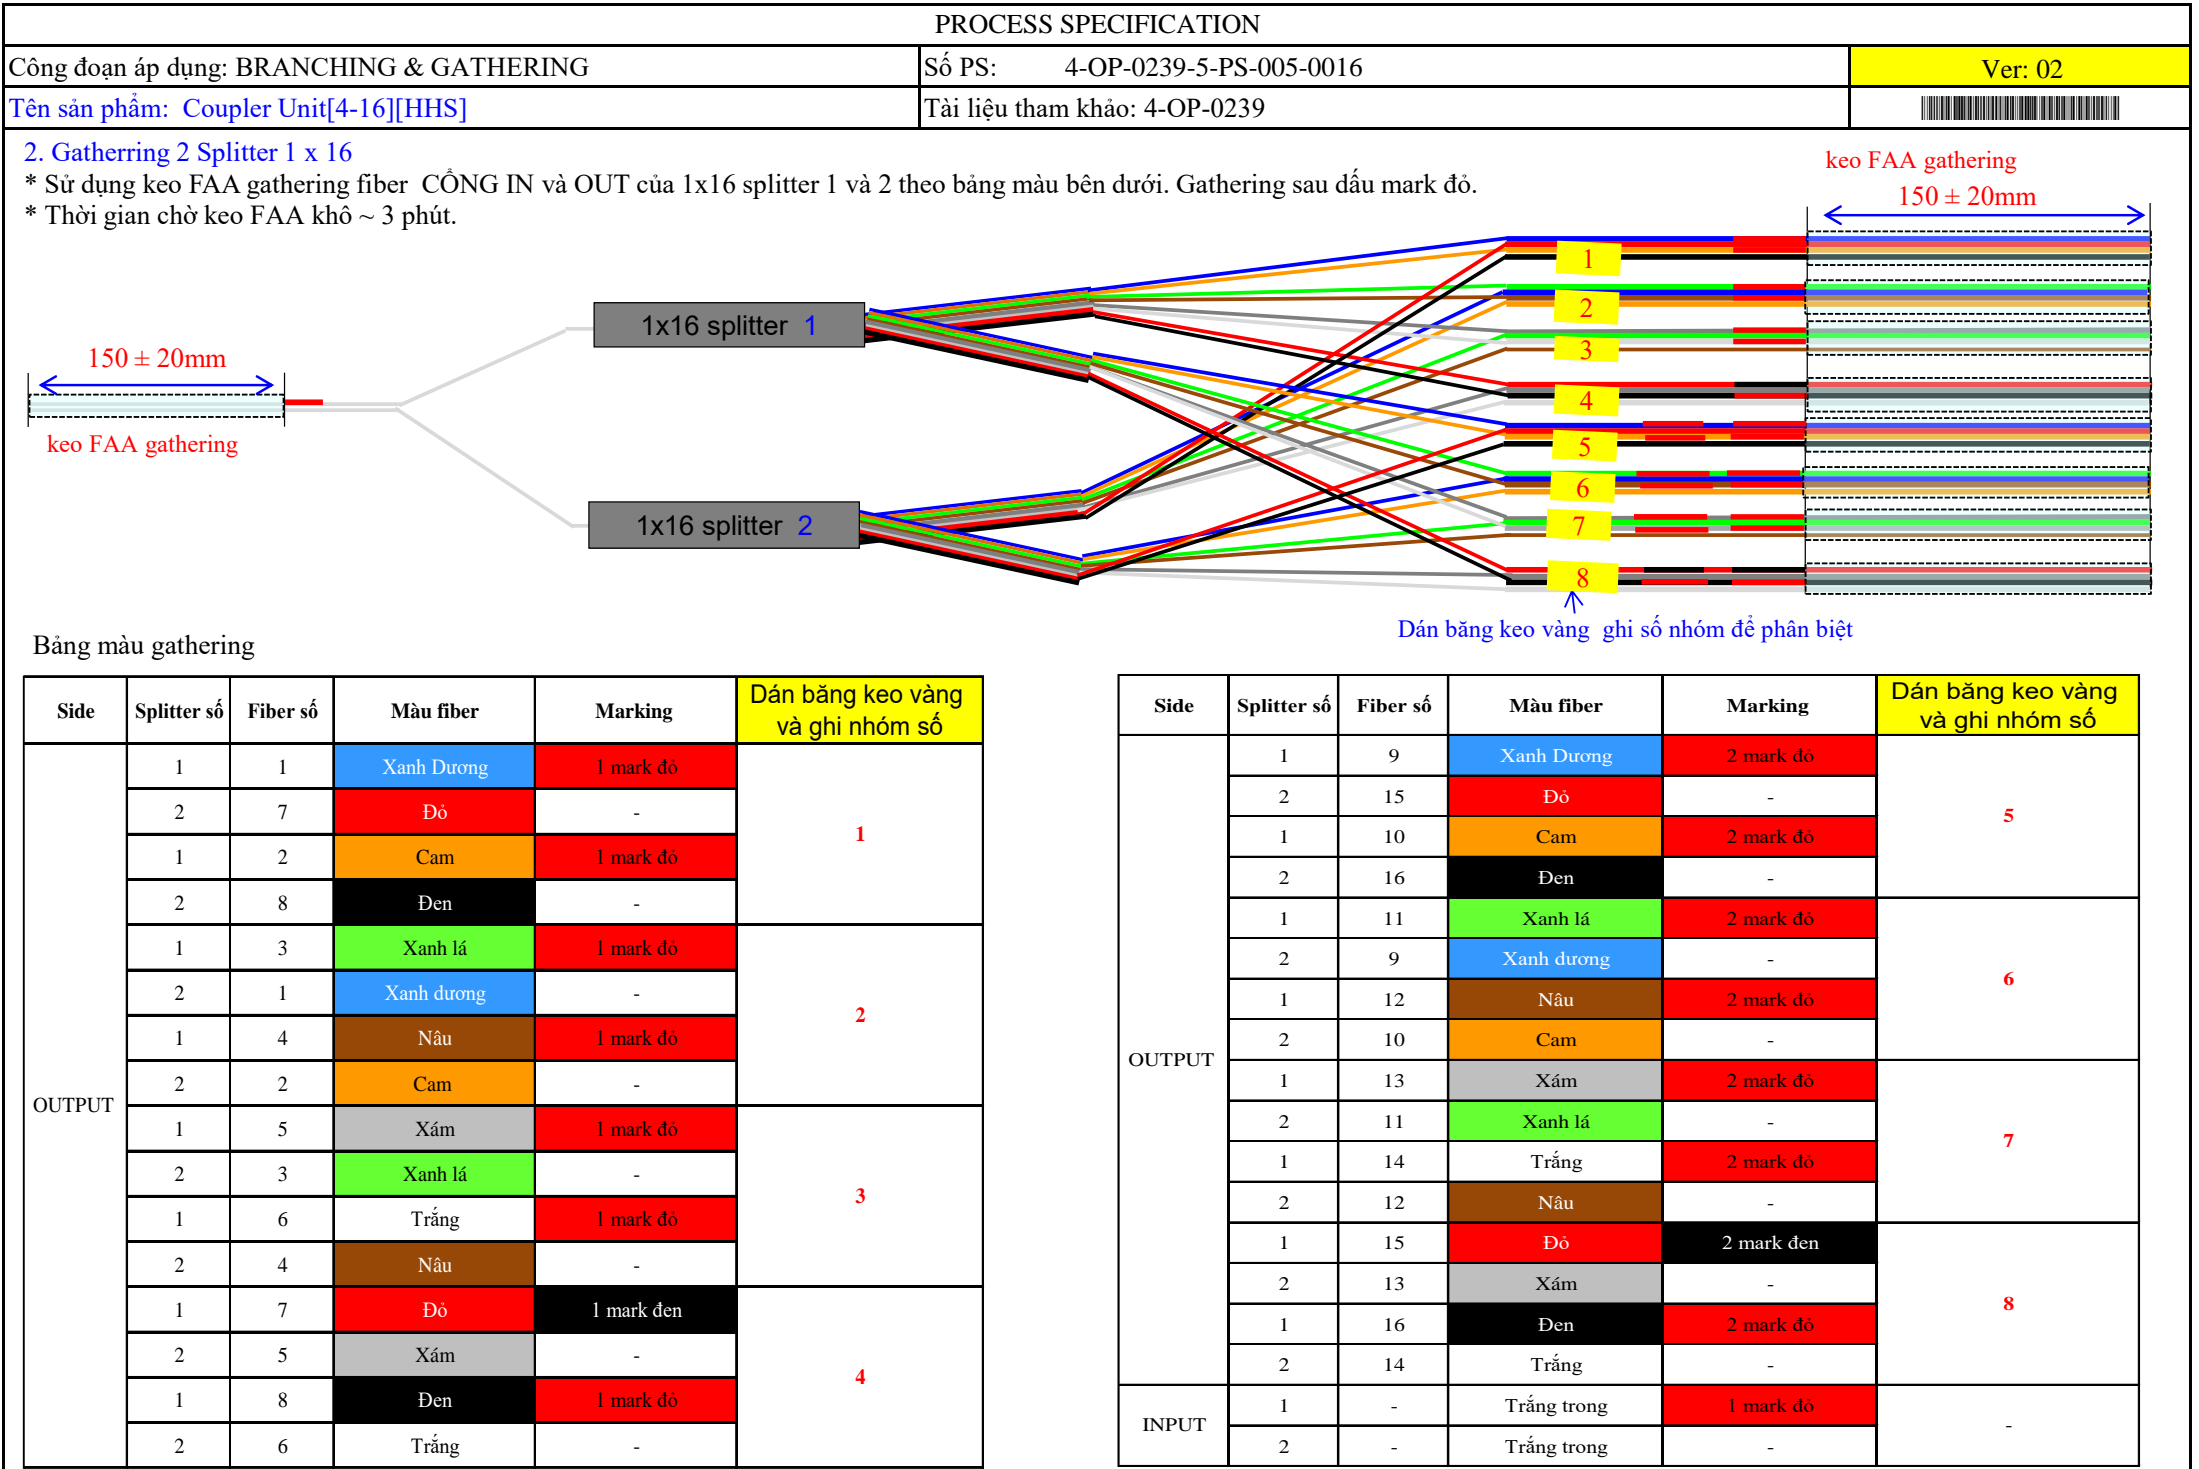 PROCESS SPECIFICATION
Công đoạn áp dụng: BRANCHING & GATHERING
Số PS: 4-OP-0239-5-PS-005-0016
Ver: 02
Tên sản phẩm: Coupler Unit[4-16][HHS]
Tài liệu tham khảo: 4-OP-0239
2. Gatherring 2 Splitter 1 x 16
* Sử dụng keo FAA gathering fiber CỔNG IN và OUT của 1x16 splitter 1 và 2 theo bảng màu bên dưới. Gathering sau dấu mark đỏ.
* Thời gian chờ keo FAA khô ~ 3 phút.
keo FAA gathering
150 ± 20mm
1
2
1x16 splitter 1
3
150 ± 20mm
4
keo FAA gathering
5
6
1x16 splitter 2
7
8
Dán băng keo vàng ghi số nhóm để phân biệt
Bảng màu gathering
Side Splitter số Fiber số Màu fiber Marking Dán băng keo vàng và ghi nhóm số
OUTPUT
1 1 Xanh Dương 1 mark đỏ
2 7 Đỏ -
1
1 2 Cam 1 mark đỏ
2 8 Đen -
1 3 Xanh lá 1 mark đỏ
2 1 Xanh dương -
2
1 4 Nâu 1 mark đỏ
2 2 Cam -
1 5 Xám 1 mark đỏ
2 3 Xanh lá -
3
1 6 Trắng 1 mark đỏ
2 4 Nâu -
1 7 Đỏ 1 mark đen
2 5 Xám -
4
1 8 Đen 1 mark đỏ
2 6 Trắng -
Side Splitter số Fiber số Màu fiber Marking Dán băng keo vàng và ghi nhóm số
OUTPUT
1 9 Xanh Dương 2 mark đỏ
2 15 Đỏ -
5
1 10 Cam 2 mark đỏ
2 16 Đen -
1 11 Xanh lá 2 mark đỏ
2 9 Xanh dương -
6
1 12 Nâu 2 mark đỏ
2 10 Cam -
1 13 Xám 2 mark đỏ
2 11 Xanh lá -
7
1 14 Trắng 2 mark đỏ
2 12 Nâu -
1 15 Đỏ 2 mark đen
2 13 Xám -
8
1 16 Đen 2 mark đỏ
2 14 Trắng -
INPUT
1 - Trắng trong 1 mark đỏ
-
2 - Trắng trong -